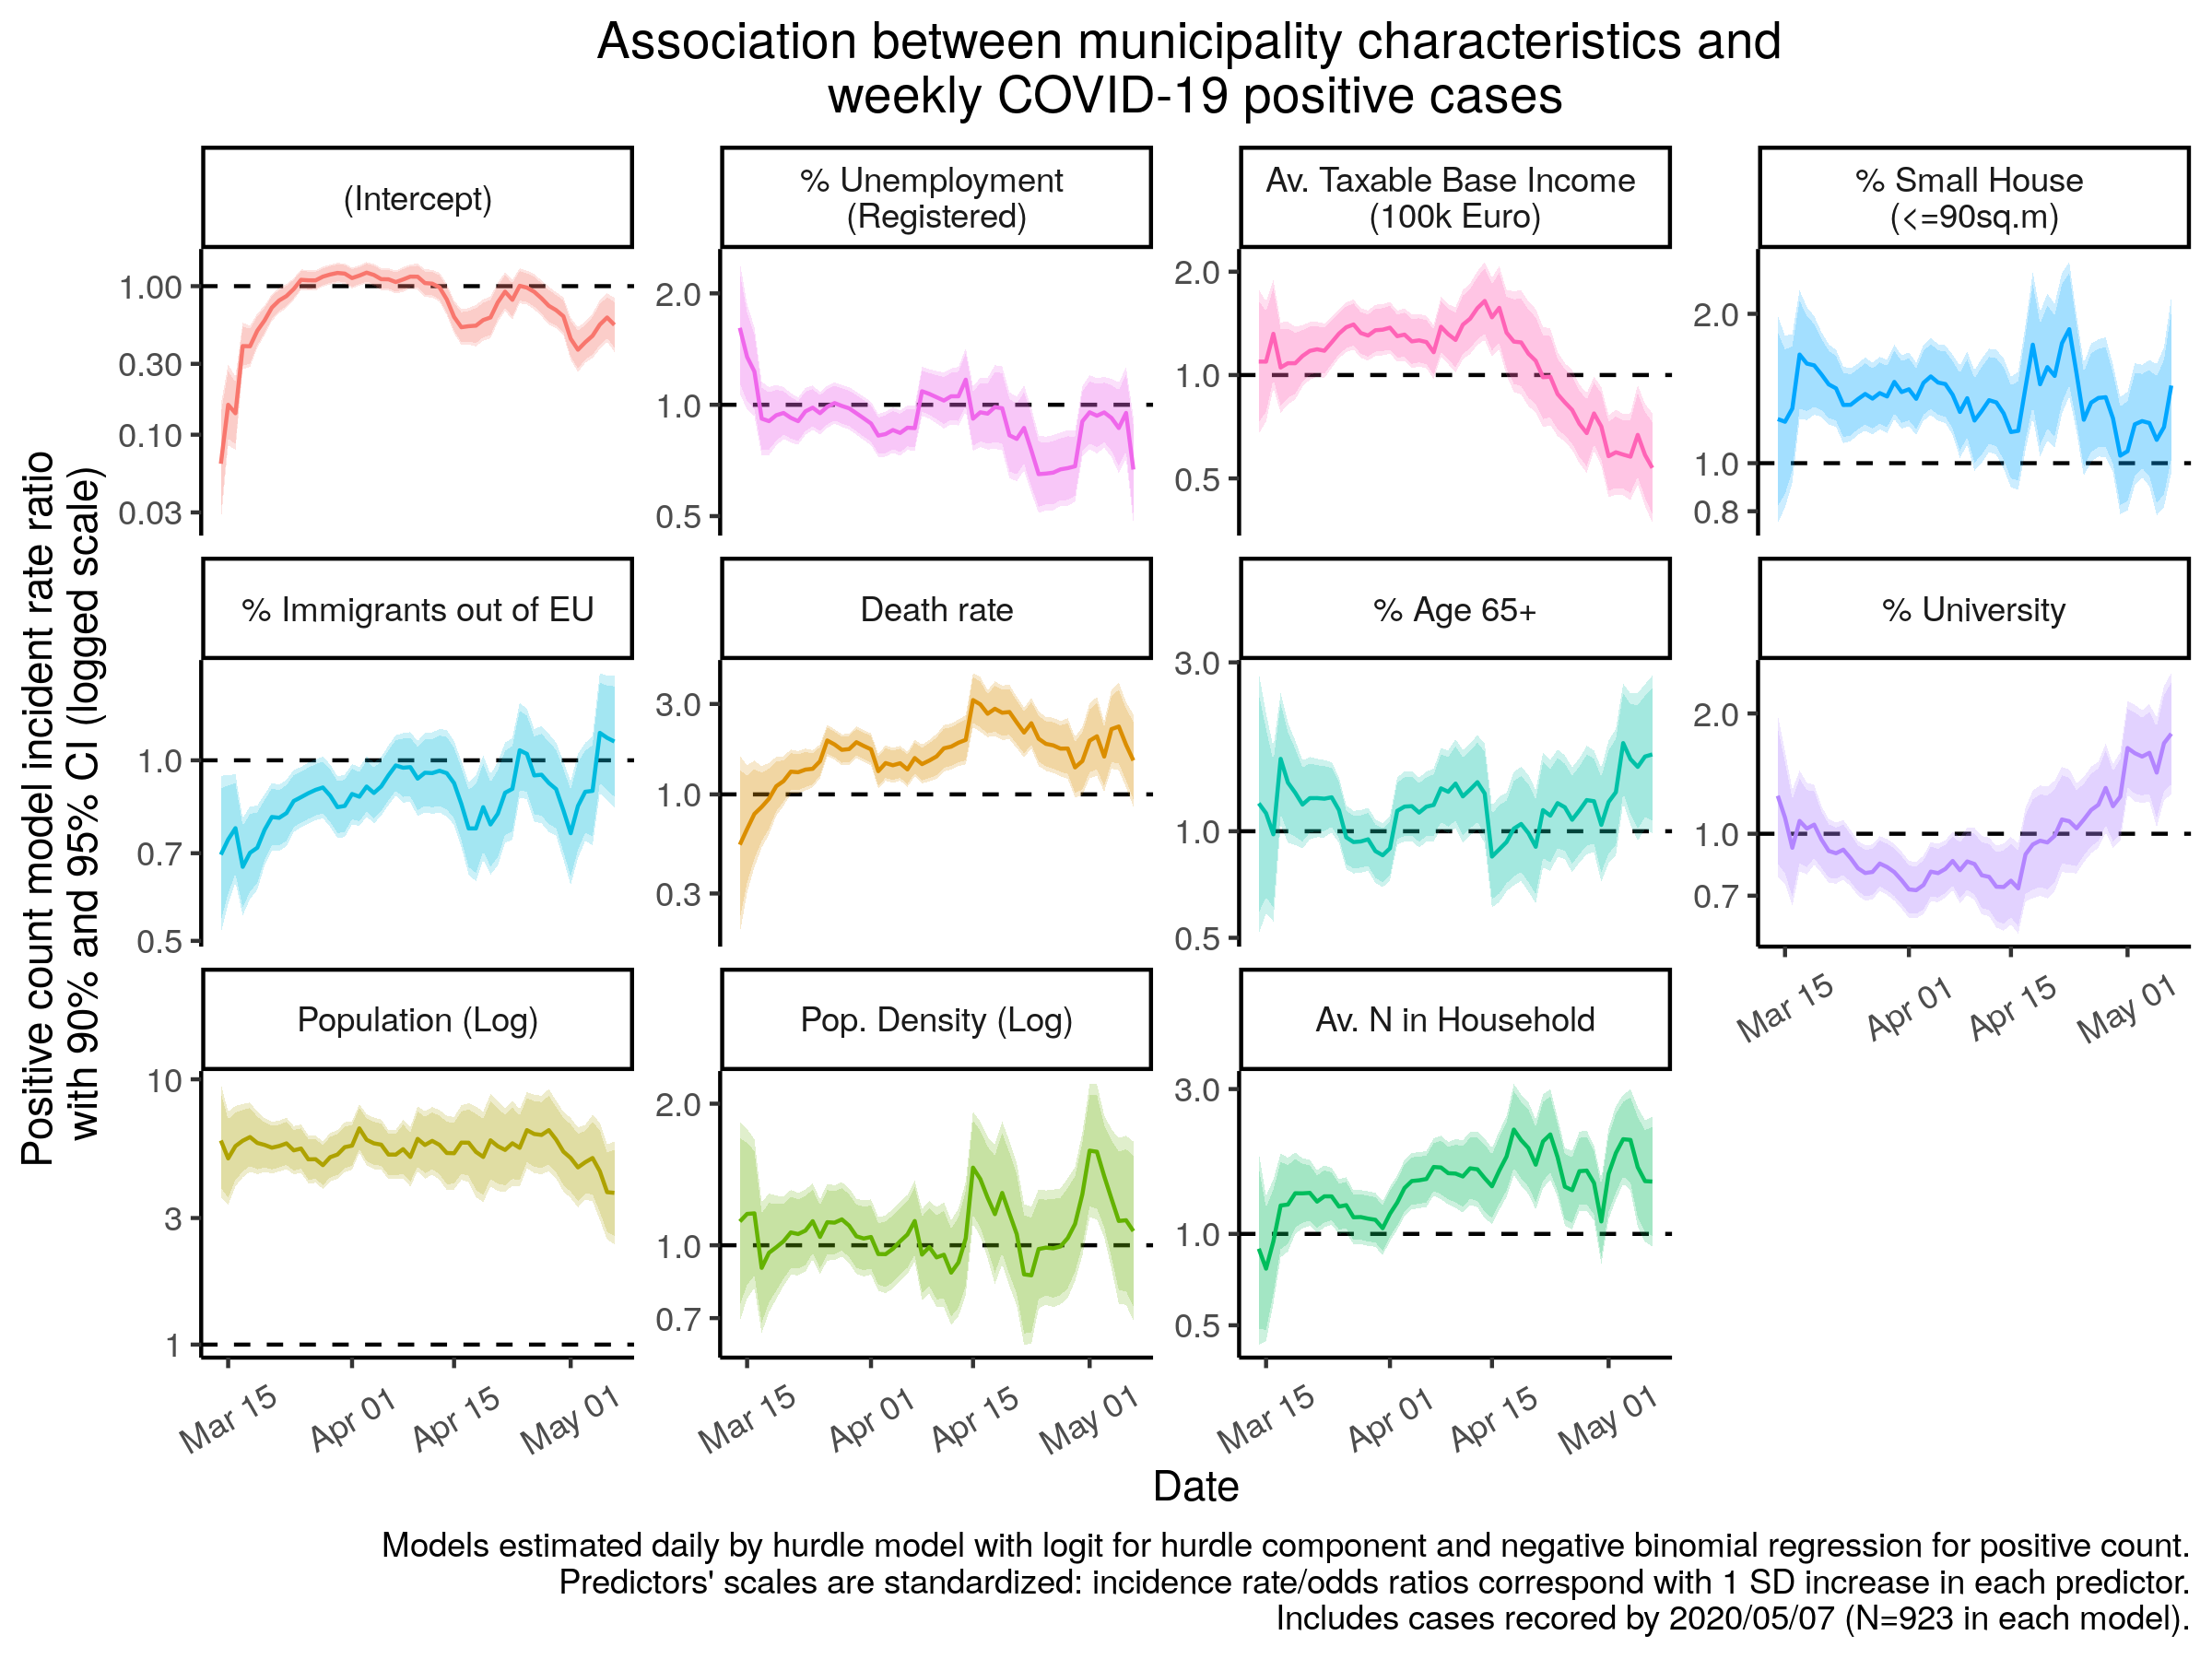 Association between municipality characteristics and
weekly COVID-19 positive cases
Positive count model incident rate ratio
with 90% and 95% CI (logged scale)
(Intercept)
1.00
0.30
0.10
0.03
% Unemployment
(Registered)
2.0
1.0
0.5
Av. Taxable Base Income
(100k Euro)
2.0
1.0
0.5
% Small House
(<=90sq.m)
2.0
1.0
0.8
% Immigrants out of EU
1.0
0.7
0.5
Death rate
3.0
1.0
0.3
% Age 65+
3.0
1.0
0.5
% University
2.0
1.0
0.7
Mar 15 Apr 01 Apr 15 May 01
Population (Log)
10
3
1
Mar 15 Apr 01 Apr 15 May 01
Pop. Density (Log)
2.0
1.0
0.7
Mar 15 Apr 01 Apr 15 May 01
Av. N in Household
3.0
1.0
0.5
Mar 15 Apr 01 Apr 15 May 01
Date
Models estimated daily by hurdle model with logit for hurdle component and negative binomial regression for positive count.
Predictors' scales are standardized: incidence rate/odds ratios correspond with 1 SD increase in each predictor.
Includes cases recored by 2020/05/07 (N=923 in each model).